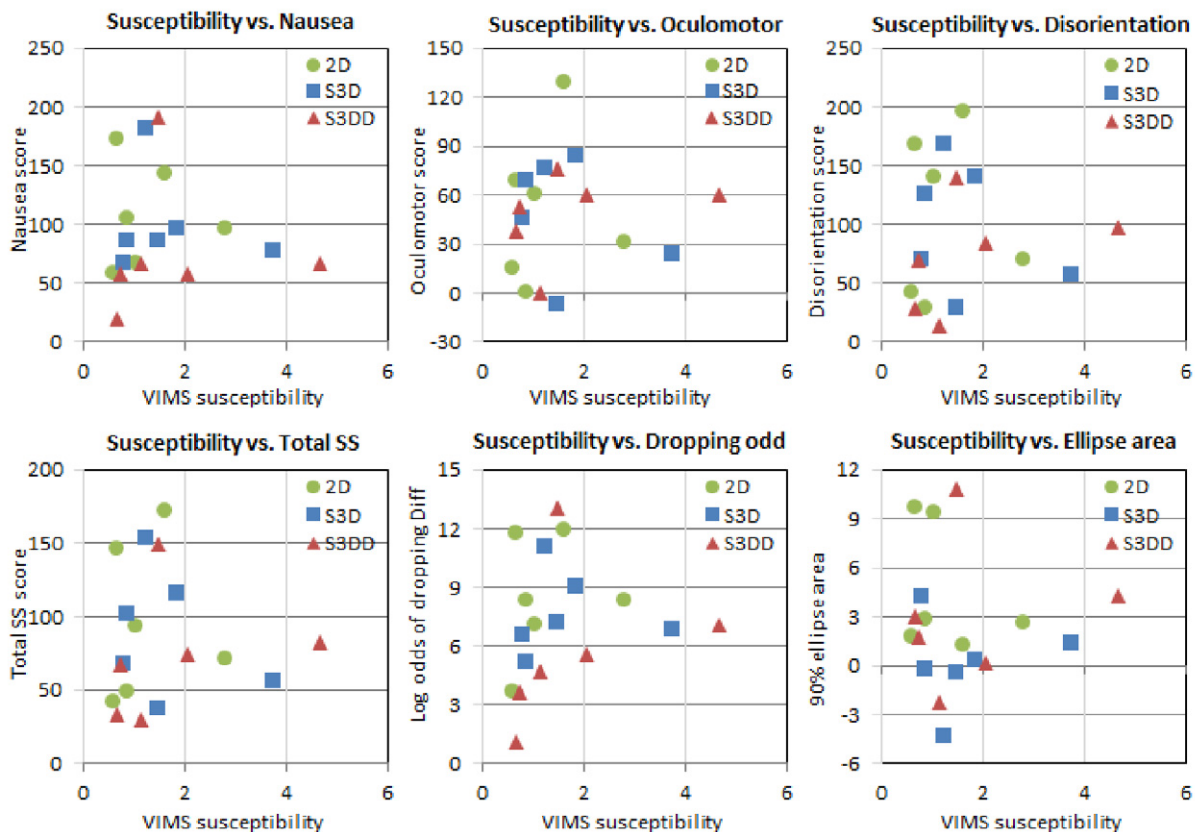 Susceptibility vs. Nausea
250
200
150
100
50
0
Nausea score
2D
S3D
S3DD
0 2 4 6
VIMS susceptibility
Susceptibility vs. Oculomotor
150
120
90
60
30
0
-30
Oculomotor score
2D
S3D
S3DD
0 2 4 6
VIMS susceptibility
Susceptibility vs. Disorientation
250
200
150
100
50
0
Disorientation score
2D
S3D
S3DD
0 2 4 6
VIMS susceptibility
Susceptibility vs. Total SS
200
150
100
50
0
Total SS score
2D
S3D
S3DD
0 2 4 6
VIMS susceptibility
Susceptibility vs. Dropping odd
15
12
9
6
3
0
Log odds of dropping Diff
2D
S3D
S3DD
0 2 4 6
VIMS susceptibility
Susceptibility vs. Ellipse area
12
9
6
3
0
-3
-6
90% ellipse area
2D
S3D
S3DD
0 2 4 6
VIMS susceptibility